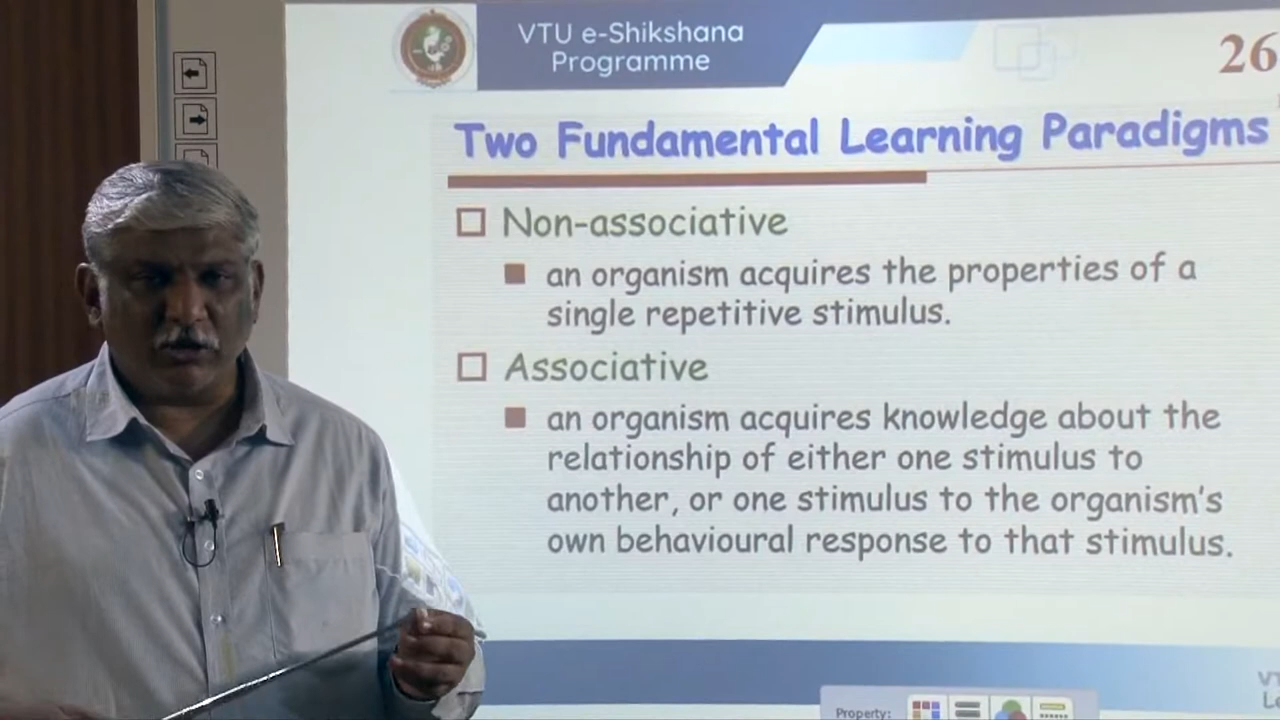 VTU e-Shikshana
Programme
26
Two Fundamental Learning Paradigms
Non-associative
an organism acquires the properties of a
single repetitive stimulus.
Associative
an organism acquires knowledge about the
relationship of either one stimulus to
another, or one stimulus to the organism's
own behavioural response to that stimulus.
Property: